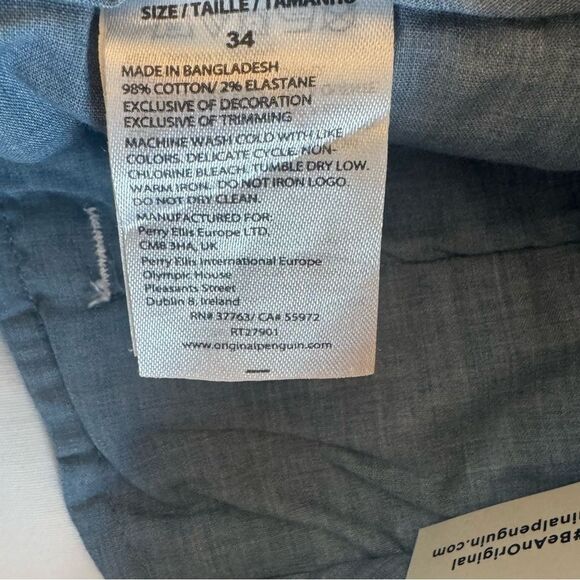 SIZE / TAILLE / TAMANHO
34
MADE IN BANGLADESH
98% COTTON/ 2% ELASTANE
EXCLUSIVE OF DECORATION
EXCLUSIVE OF TRIMMING
MACHINE WASH COLD WITH LIKE
COLORS. DELICATE CYCLE. NON-
CHLORINE BLEACH. TUMBLE DRY LOW.
WARM IRON. DO NOT IRON LOGO.
DO NOT DRY CLEAN.
MANUFACTURED FOR:
Perry Ellis Europe LTD,
CM8 3HA, UK
Perry Ellis International Europe
Olympic House
Pleasants Street
Dublin 8, Ireland
RN# 37763/ CA# 55972
RT27901
www.originalpenguin.com
#BeAnOriginal
inalpenguin.com